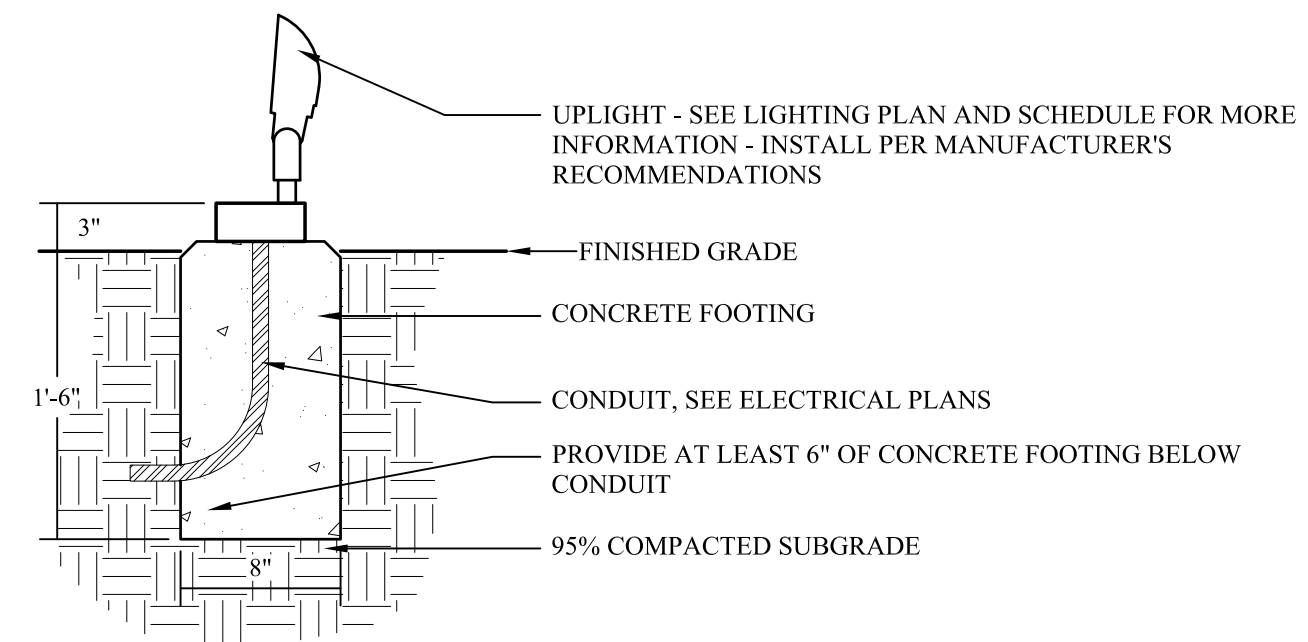 UPLIGHT - SEE LIGHTING PLAN AND SCHEDULE FOR MORE
INFORMATION - INSTALL PER MANUFACTURER'S
RECOMMENDATIONS
3"
FINISHED GRADE
CONCRETE FOOTING
1'-6"
CONDUIT, SEE ELECTRICAL PLANS
PROVIDE AT LEAST 6" OF CONCRETE FOOTING BELOW
CONDUIT
95% COMPACTED SUBGRADE
8"